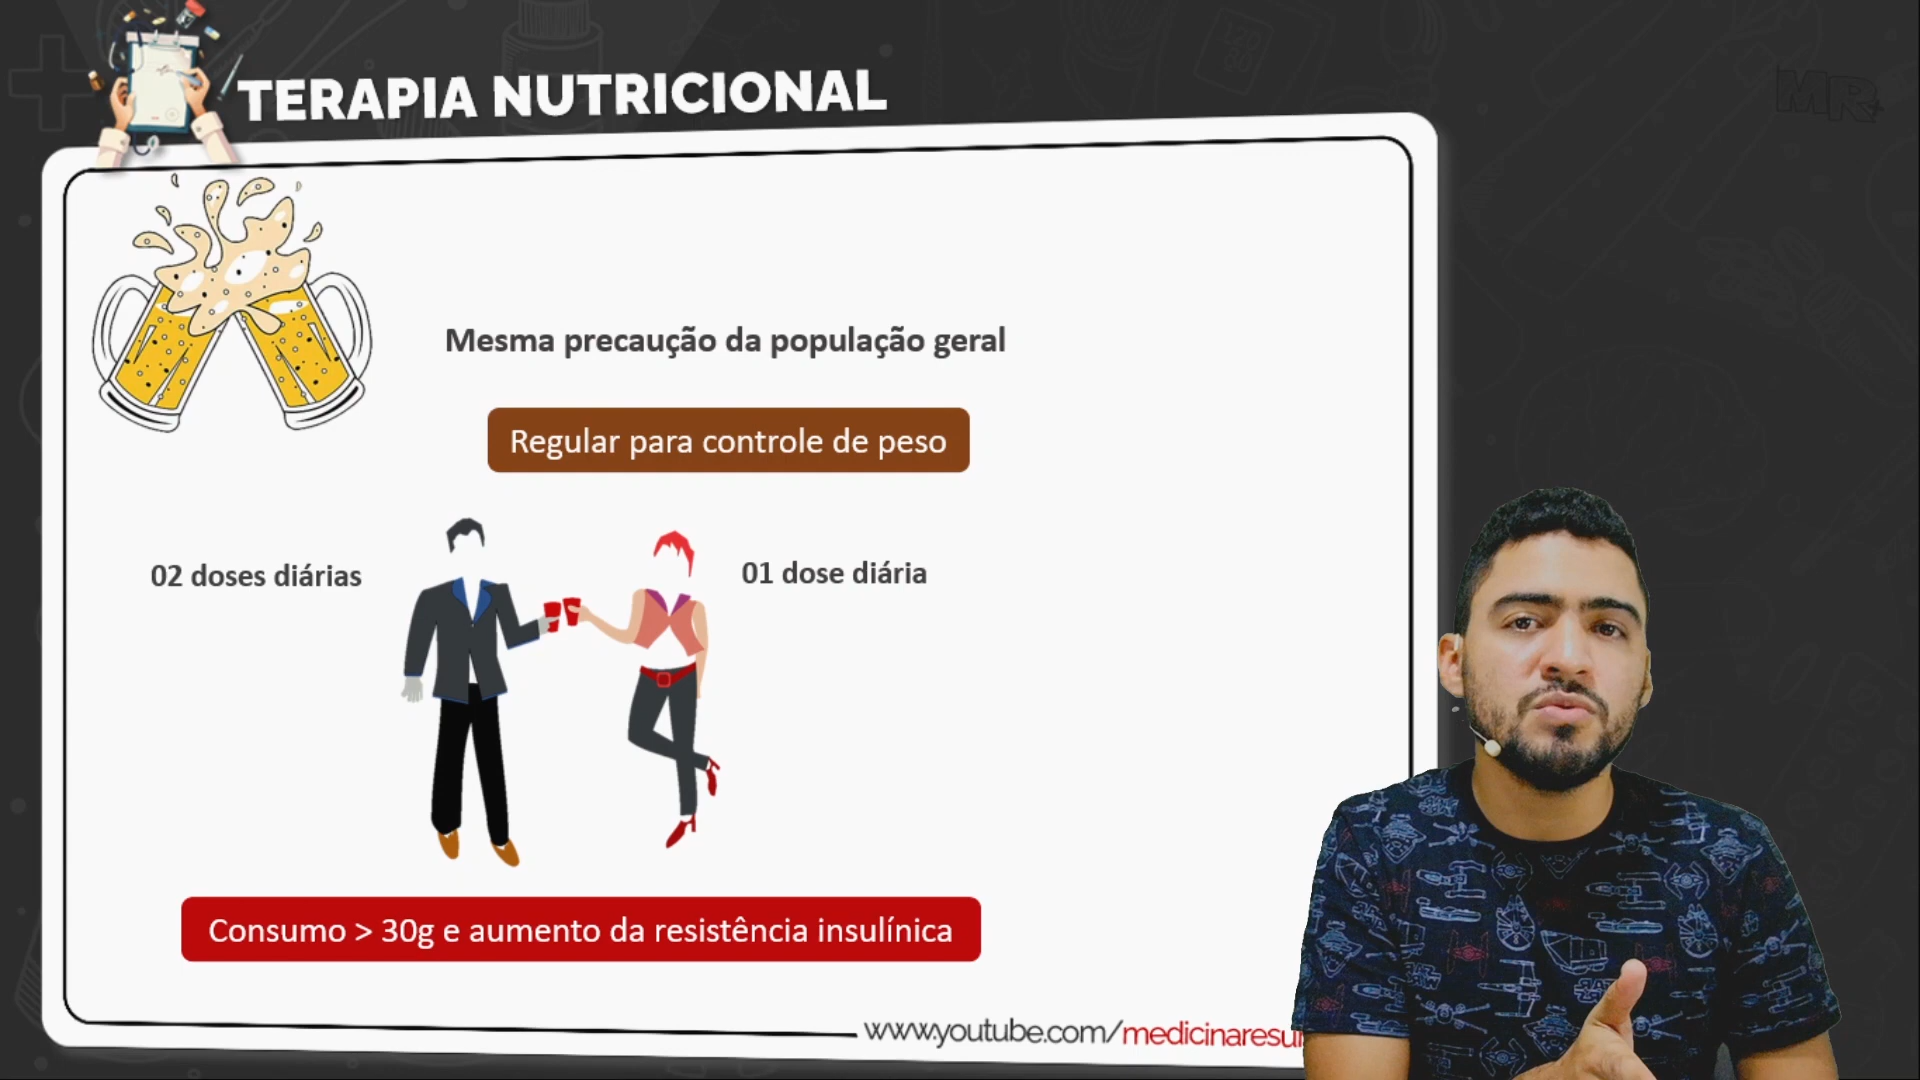 TERAPIA NUTRICIONAL
MR
Mesma precaução da população geral
Regular para controle de peso
02 doses diárias
01 dose diária
Consumo > 30g e aumento da resistência insulínica
www.youtube.com/medicinaresu